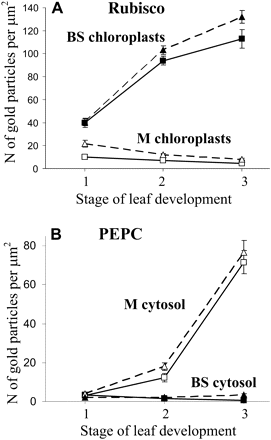 A
Rubisco
N of gold particles per μm²
140
120
100
80
60
40
20
0
BS chloroplasts
M chloroplasts
1 2 3
Stage of leaf development
B
PEPC
N of gold particles per μm²
80
60
40
20
0
M cytosol
BS cytosol
1 2 3
Stage of leaf development